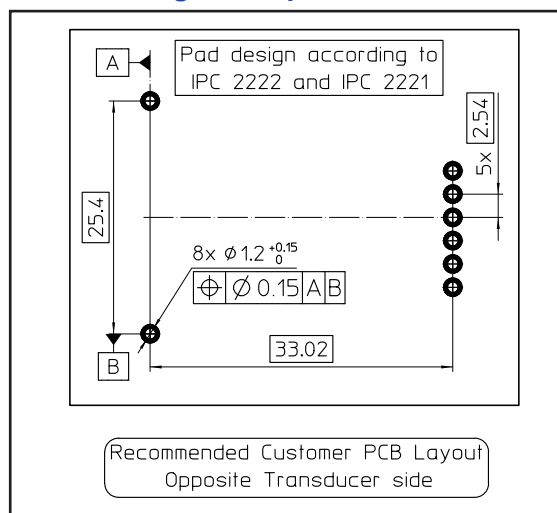 A
Pad design according to
IPC 2222 and IPC 2221
2.54
5x
25.4
8x ⌀1.2 +0.15 0
⌖ ⌀ 0.15 A B
B
33.02
Recommended Customer PCB Layout
Opposite Transducer side